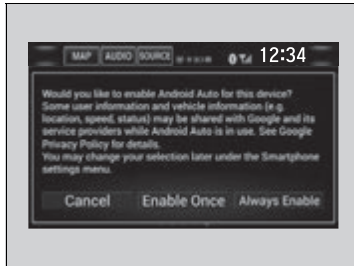 MAP AUDIO SOURCE 12:34
Would you like to enable Android Auto for this device?
Some user information and vehicle information (e.g.
location, speed, status) may be shared with Google and its
service providers while Android Auto is in use. See Google
Privacy Policy for details.
You may change your selection later under the Smartphone
settings menu.
Cancel Enable Once Always Enable